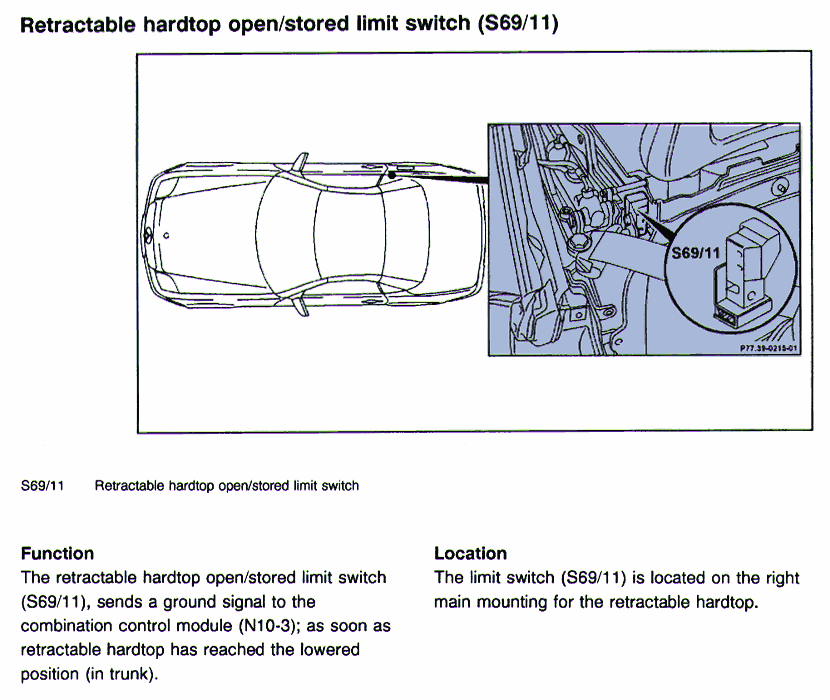 Retractable hardtop open/stored limit switch (S69/11)
S69/11
P77.39-0218-01
S69/11 Retractable hardtop open/stored limit switch
Function
The retractable hardtop open/stored limit switch
(S69/11), sends a ground signal to the
combination control module (N10-3); as soon as
retractable hardtop has reached the lowered
position (in trunk).
Location
The limit switch (S69/11) is located on the right
main mounting for the retractable hardtop.